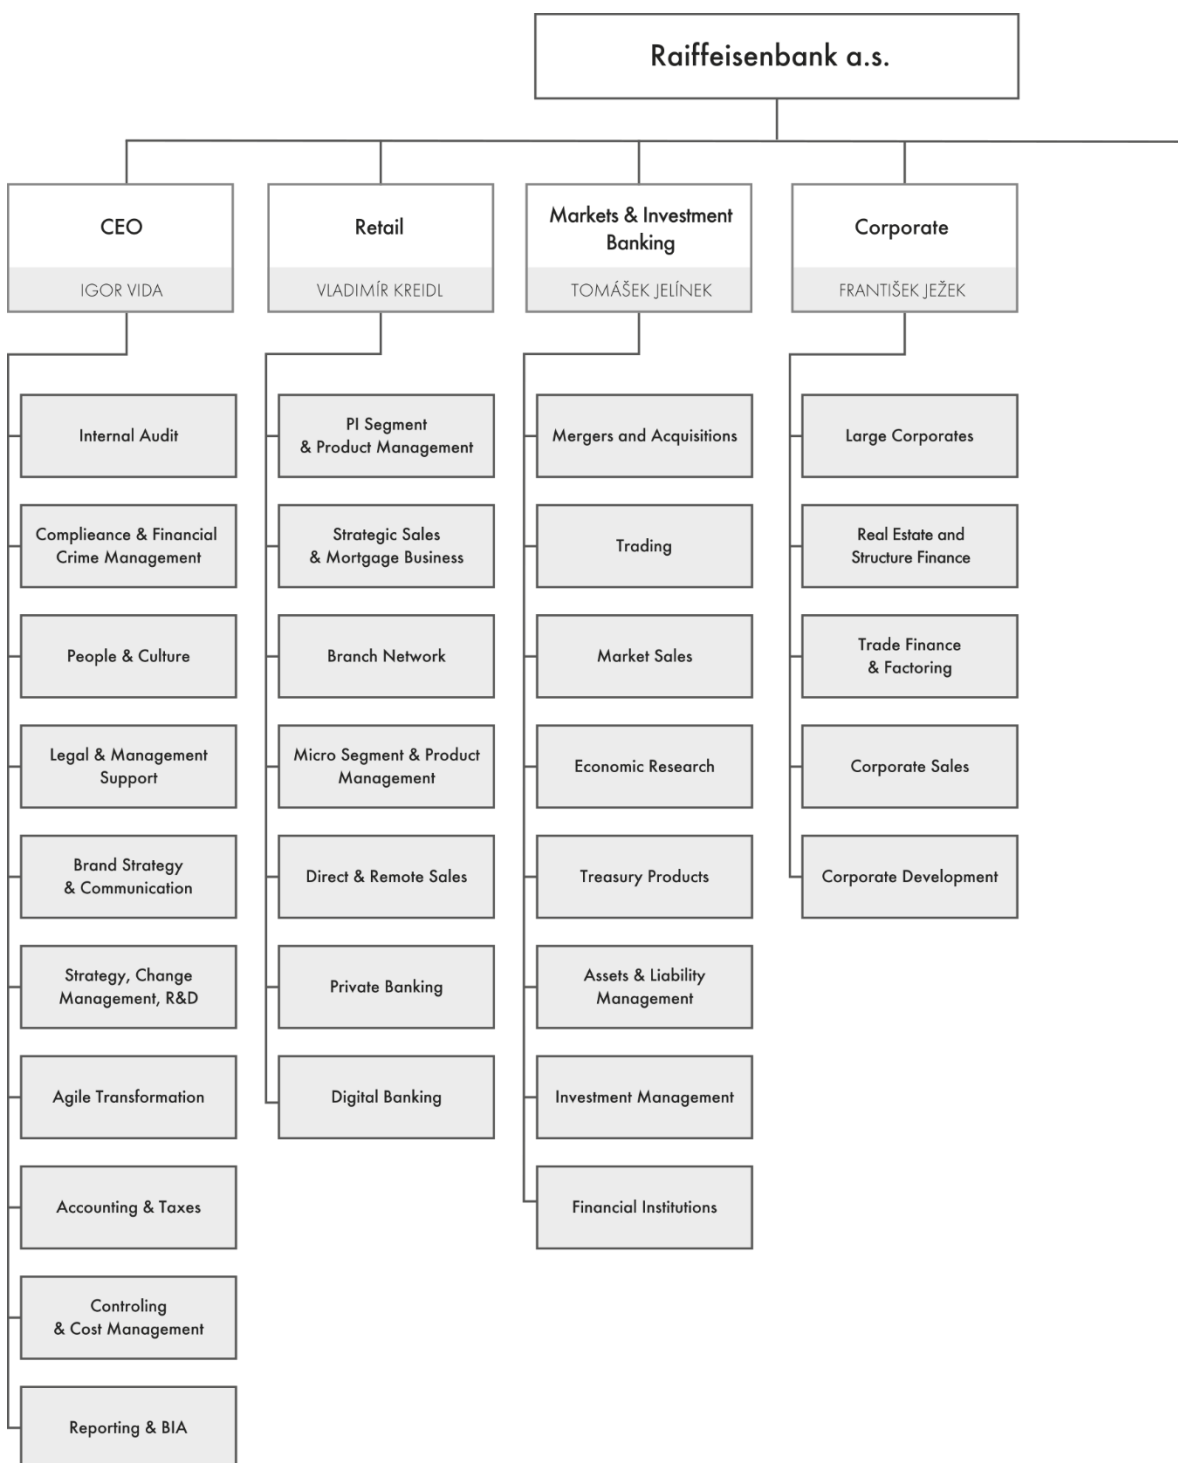 Raiffeisenbank a.s.
CEO
IGOR VIDA
Internal Audit
Complieance & Financial
Crime Management
People & Culture
Legal & Management
Support
Brand Strategy
& Communication
Strategy, Change
Management, R&D
Agile Transformation
Accounting & Taxes
Controling
& Cost Management
Reporting & BIA
Retail
VLADIMÍR KREIDL
PI Segment
& Product Management
Strategic Sales
& Mortgage Business
Branch Network
Micro Segment & Product
Management
Direct & Remote Sales
Private Banking
Digital Banking
Markets & Investment
Banking
TOMÁŠEK JELÍNEK
Mergers and Acquisitions
Trading
Market Sales
Economic Research
Treasury Products
Assets & Liability
Management
Investment Management
Financial Institutions
Corporate
FRANTIŠEK JEŽEK
Large Corporates
Real Estate and
Structure Finance
Trade Finance
& Factoring
Corporate Sales
Corporate Development